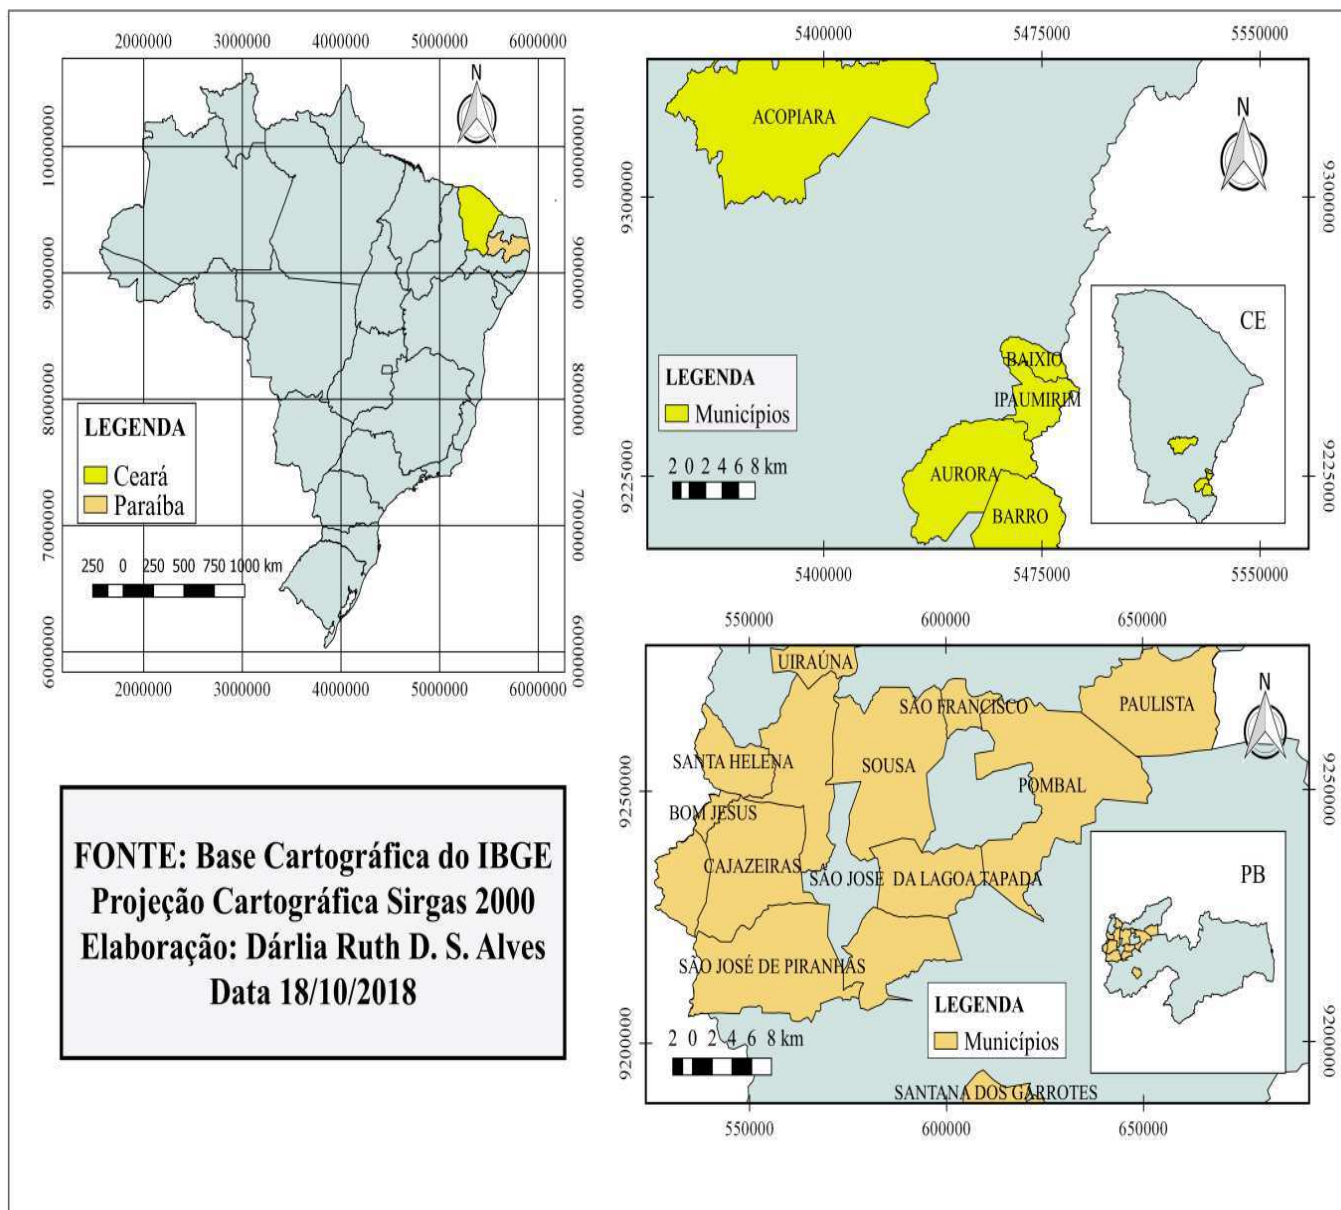 2000000 3000000 4000000 5000000 6000000
N
10000000 9000000 8000000 7000000 6000000
10000000 9000000 8000000 7000000 6000000
LEGENDA
Ceará
Paraíba
250 0 250 500 750 1000 km
2000000 3000000 4000000 5000000 6000000
FONTE: Base Cartográfica do IBGE
Projeção Cartográfica Sirgas 2000
Elaboração: Dárlia Ruth D. S. Alves
Data 18/10/2018
5400000 5475000 5550000
ACOPIARA
N
9300000 9225000
9300000 9225000
CE
BAIXIO
LEGENDA
Municípios
IPAUMIRIM
2 0 2 4 6 8 km
AURORA
BARRO
5400000 5475000 5550000
550000 600000 650000
UIRAÚNA
N
SÃO FRANCISCO
PAULISTA
SANTA HELENA
SOUSA
POMBAL
9250000 9200000
9250000 9200000
BOM JESUS
CAJAZEIRAS
SÃO JOSÉ DA LAGOA TAPADA
PB
SÃO JOSÉ DE PIRANHAS
LEGENDA
Municípios
2 0 2 4 6 8 km
SANTANA DOS GARROTES
550000 600000 650000